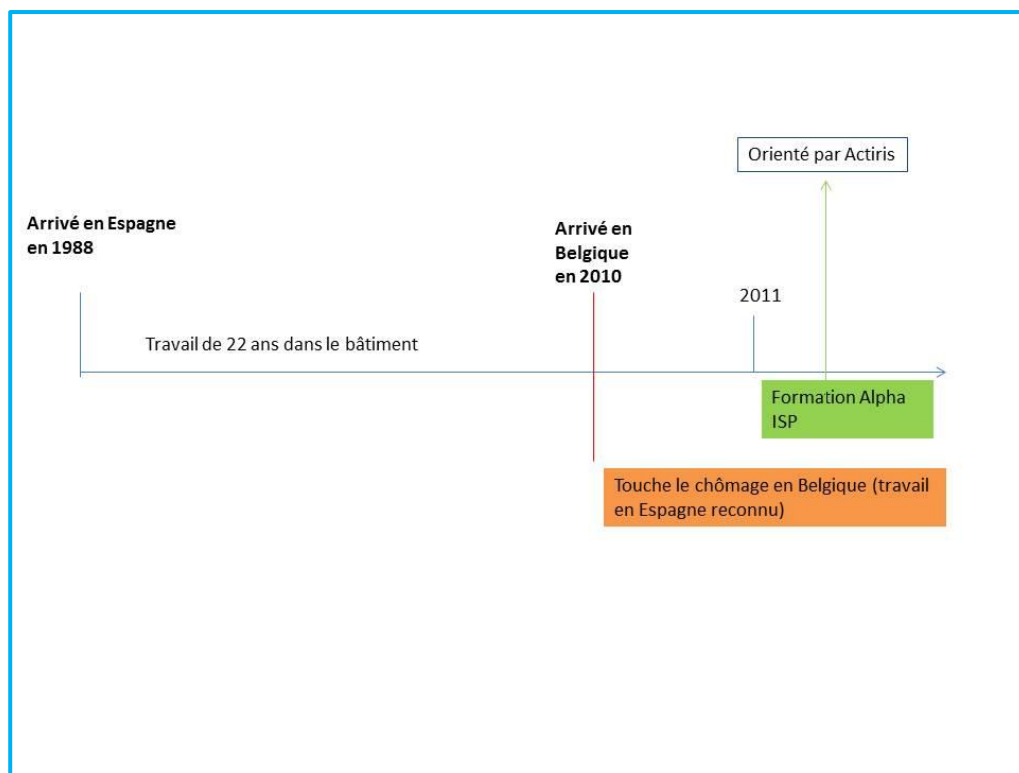 Orienté par Actiris
Arrivé en Espagne
en 1988
Arrivé en
Belgique
en 2010
2011
Travail de 22 ans dans le bâtiment
Formation Alpha
ISP
Touche le chômage en Belgique (travail
en Espagne reconnu)